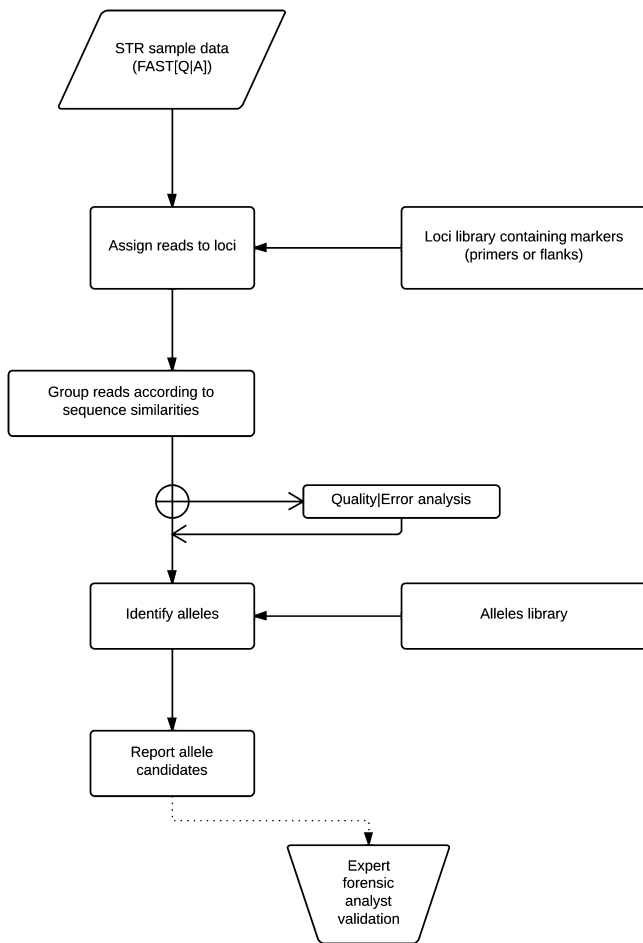 STR sample data
(FAST[Q|A])
Assign reads to loci
Loci library containing markers
(primers or flanks)
Group reads according to
sequence similarities
Quality|Error analysis
Identify alleles
Alleles library
Report allele
candidates
Expert
forensic
analyst
validation